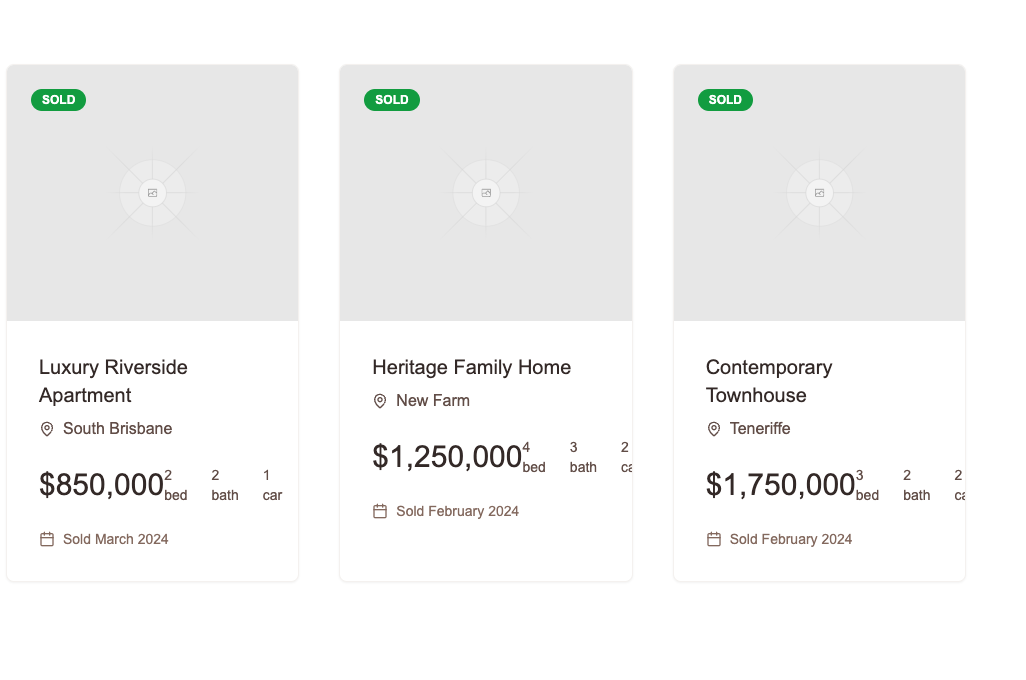 SOLD
Luxury Riverside
Apartment
South Brisbane
$850,000
2 bed
2 bath
1 car
Sold March 2024
SOLD
Heritage Family Home
New Farm
$1,250,000
4 bed
3 bath
2 ca
Sold February 2024
SOLD
Contemporary
Townhouse
Teneriffe
$1,750,000
3 bed
2 bath
2 ca
Sold February 2024